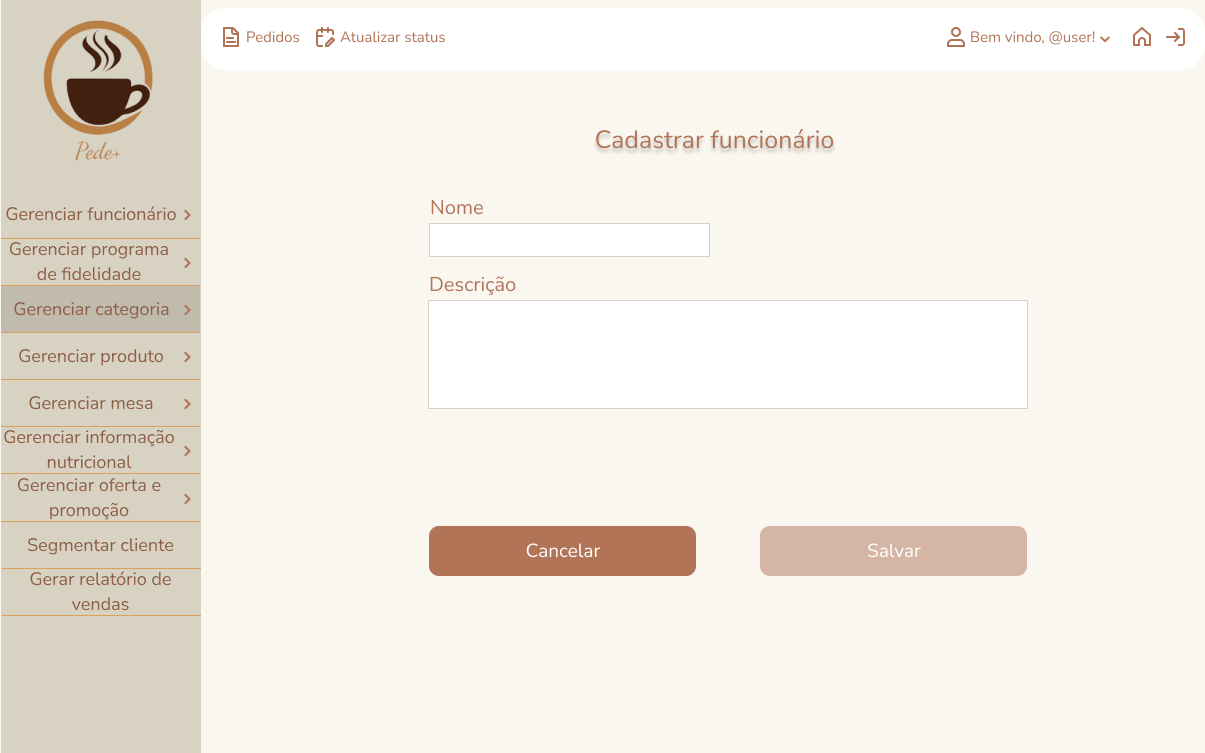 Pede+
Gerenciar funcionário
Gerenciar programa
de fidelidade
Gerenciar categoria
Gerenciar produto
Gerenciar mesa
Gerenciar informação
nutricional
Gerenciar oferta e
promoção
Segmentar cliente
Gerar relatório de
vendas
Pedidos
Atualizar status
Bem vindo, @user!
Cadastrar funcionário
Nome
Descrição
Cancelar
Salvar